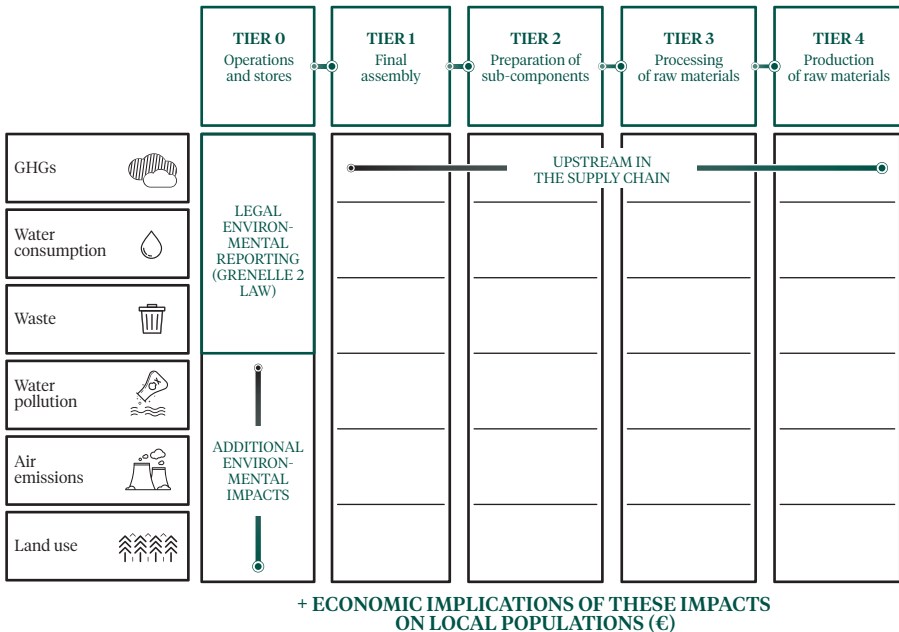 TIER 0
Operations
and stores
TIER 1
Final
assembly
TIER 2
Preparation of
sub-components
TIER 3
Processing
of raw materials
TIER 4
Production
of raw materials
GHGs
Water
consumption
Waste
Water
pollution
Air
emissions
Land use
LEGAL
ENVIRON-
MENTAL
REPORTING
(GRENELLE 2
LAW)
ADDITIONAL
ENVIRON-
MENTAL
IMPACTS
UPSTREAM IN
THE SUPPLY CHAIN
+ ECONOMIC IMPLICATIONS OF THESE IMPACTS
ON LOCAL POPULATIONS (€)